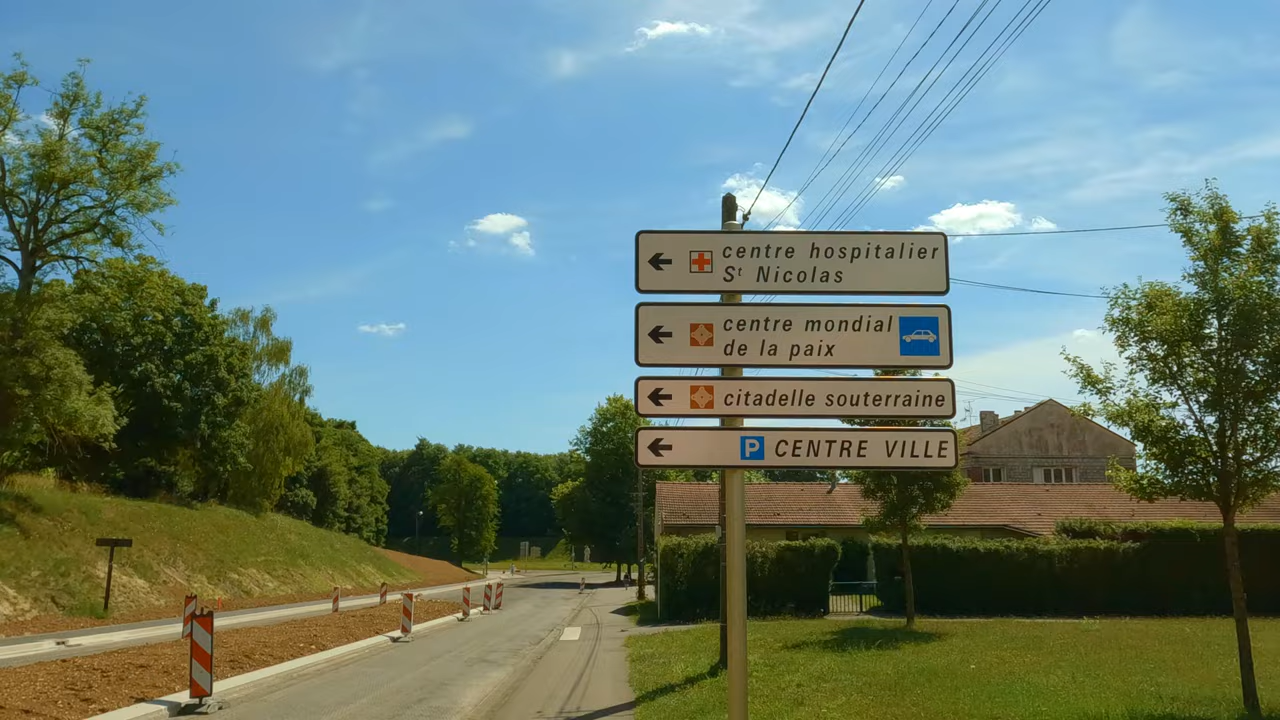 centre hospitalier
Sᵗ Nicolas
centre mondial
de la paix
citadelle souterraine
P CENTRE VILLE